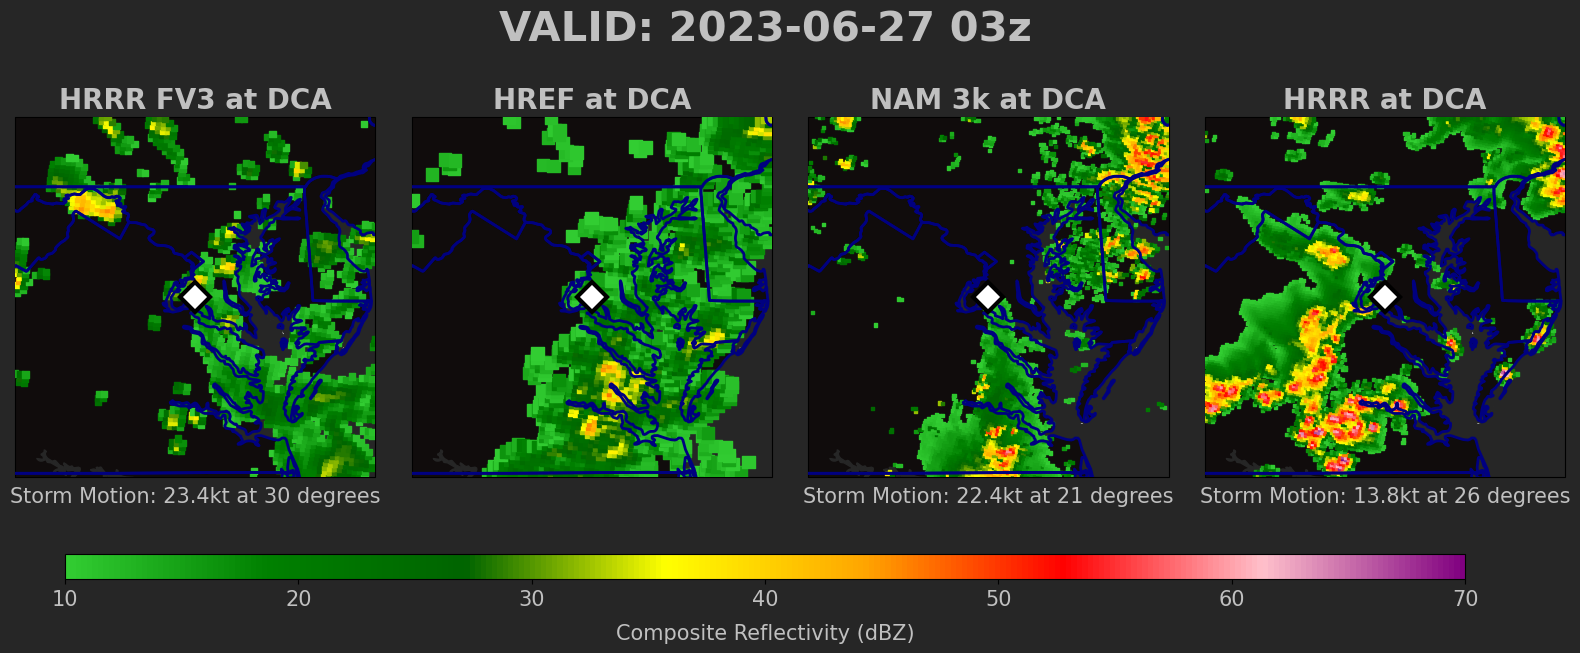 VALID: 2023-06-27 03z
HRRR FV3 at DCA
HREF at DCA
NAM 3k at DCA
HRRR at DCA
Storm Motion: 23.4kt at 30 degrees
Storm Motion: 22.4kt at 21 degrees
Storm Motion: 13.8kt at 26 degrees
10 20 30 40 50 60 70
Composite Reflectivity (dBZ)